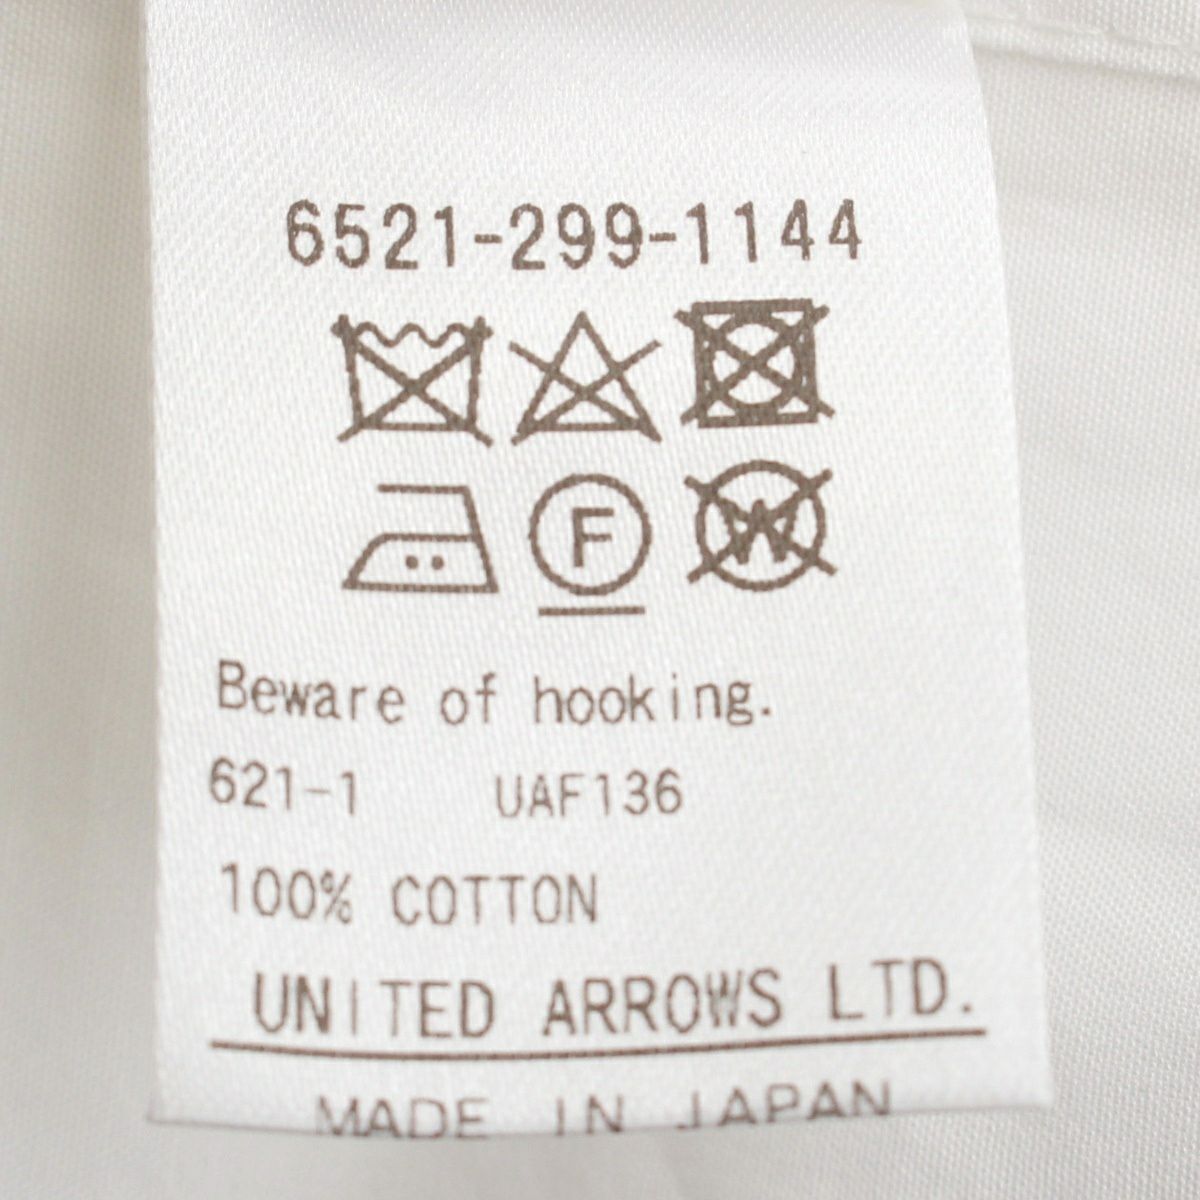 6521-299-1144
F W
Beware of hooking.
621-1 UAF136
100% COTTON
UNITED ARROWS LTD.
MADE IN JAPAN